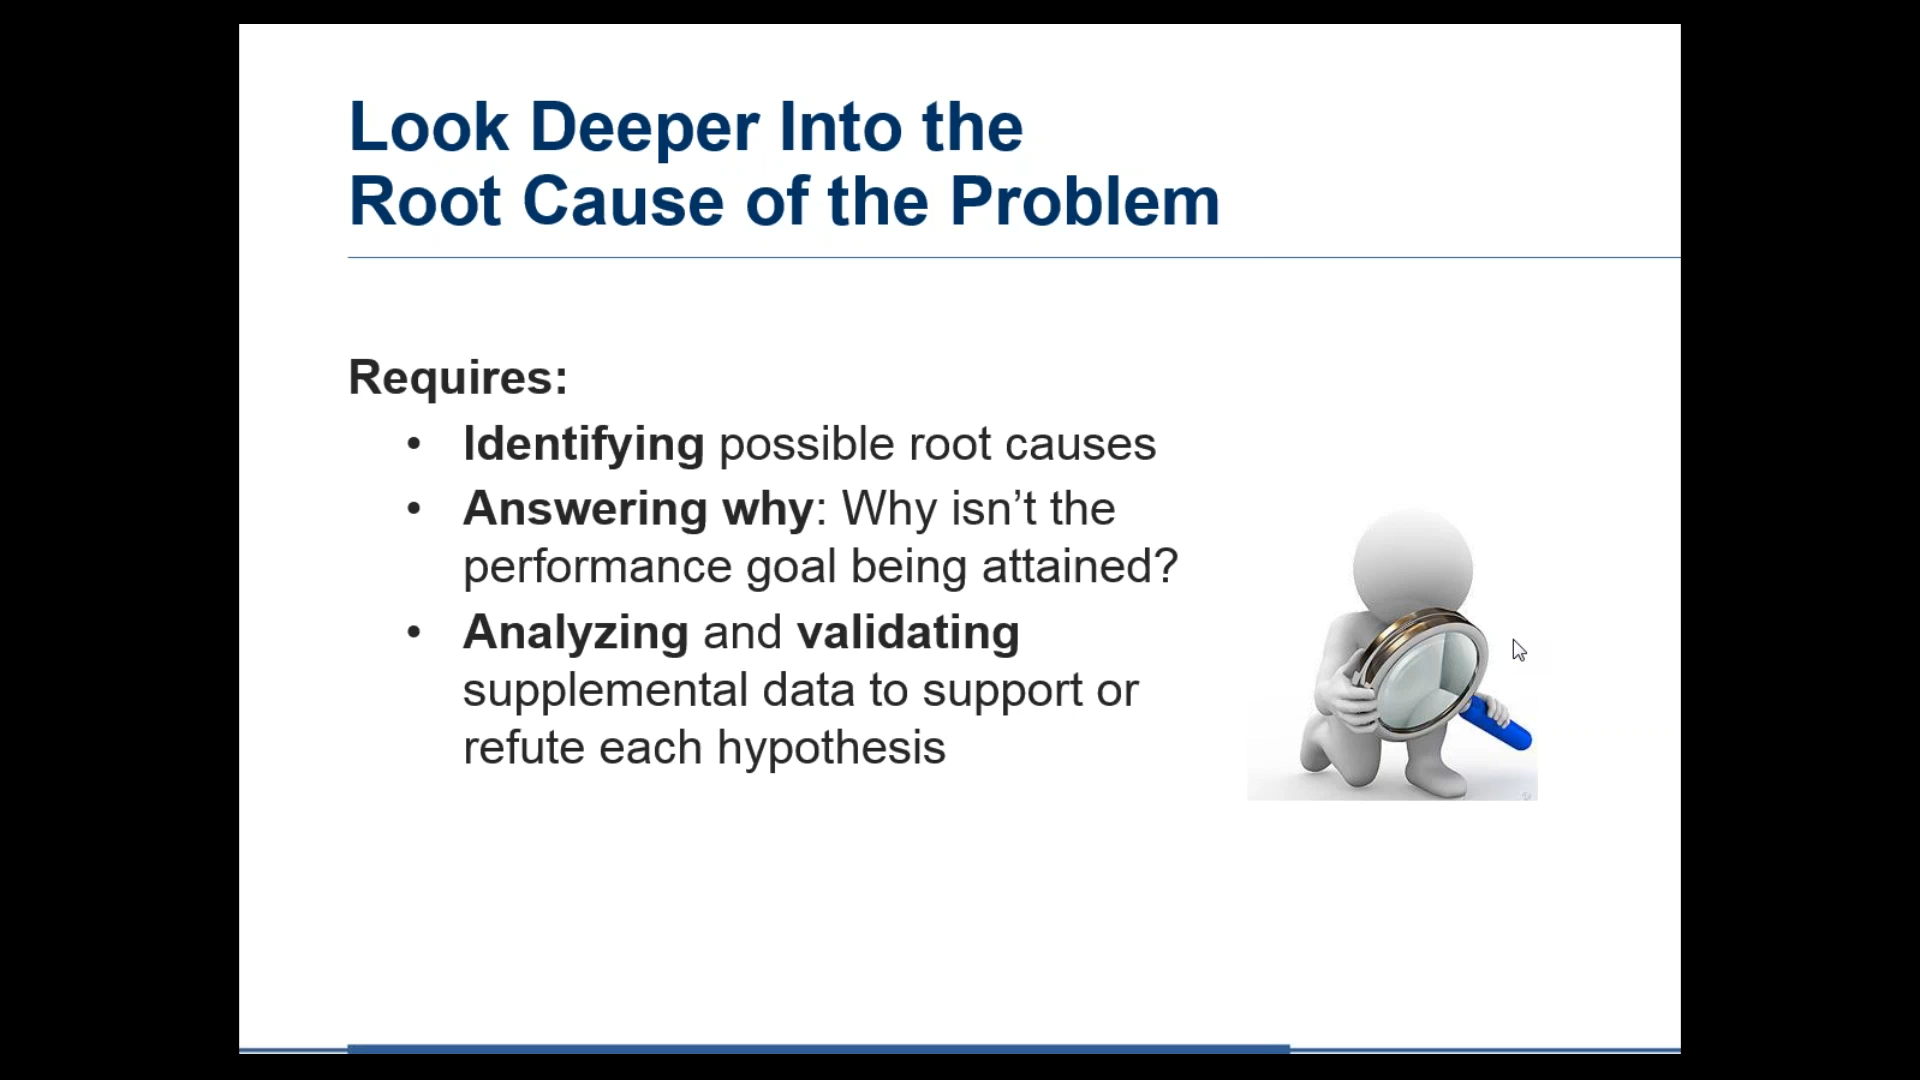 Look Deeper Into the
Root Cause of the Problem
Requires:
• Identifying possible root causes
• Answering why: Why isn’t the
performance goal being attained?
• Analyzing and validating
supplemental data to support or
refute each hypothesis